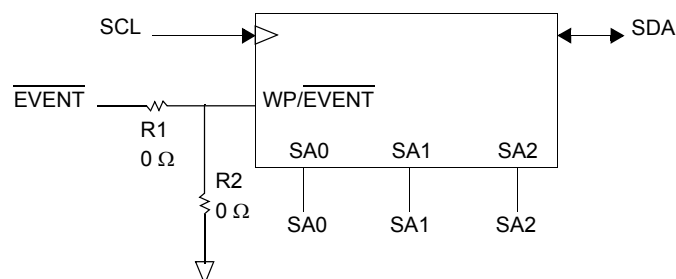 SCL
SDA
EVENT
WP/EVENT
R1
0 Ω
SA0 SA1 SA2
R2
0 Ω
SA0 SA1 SA2